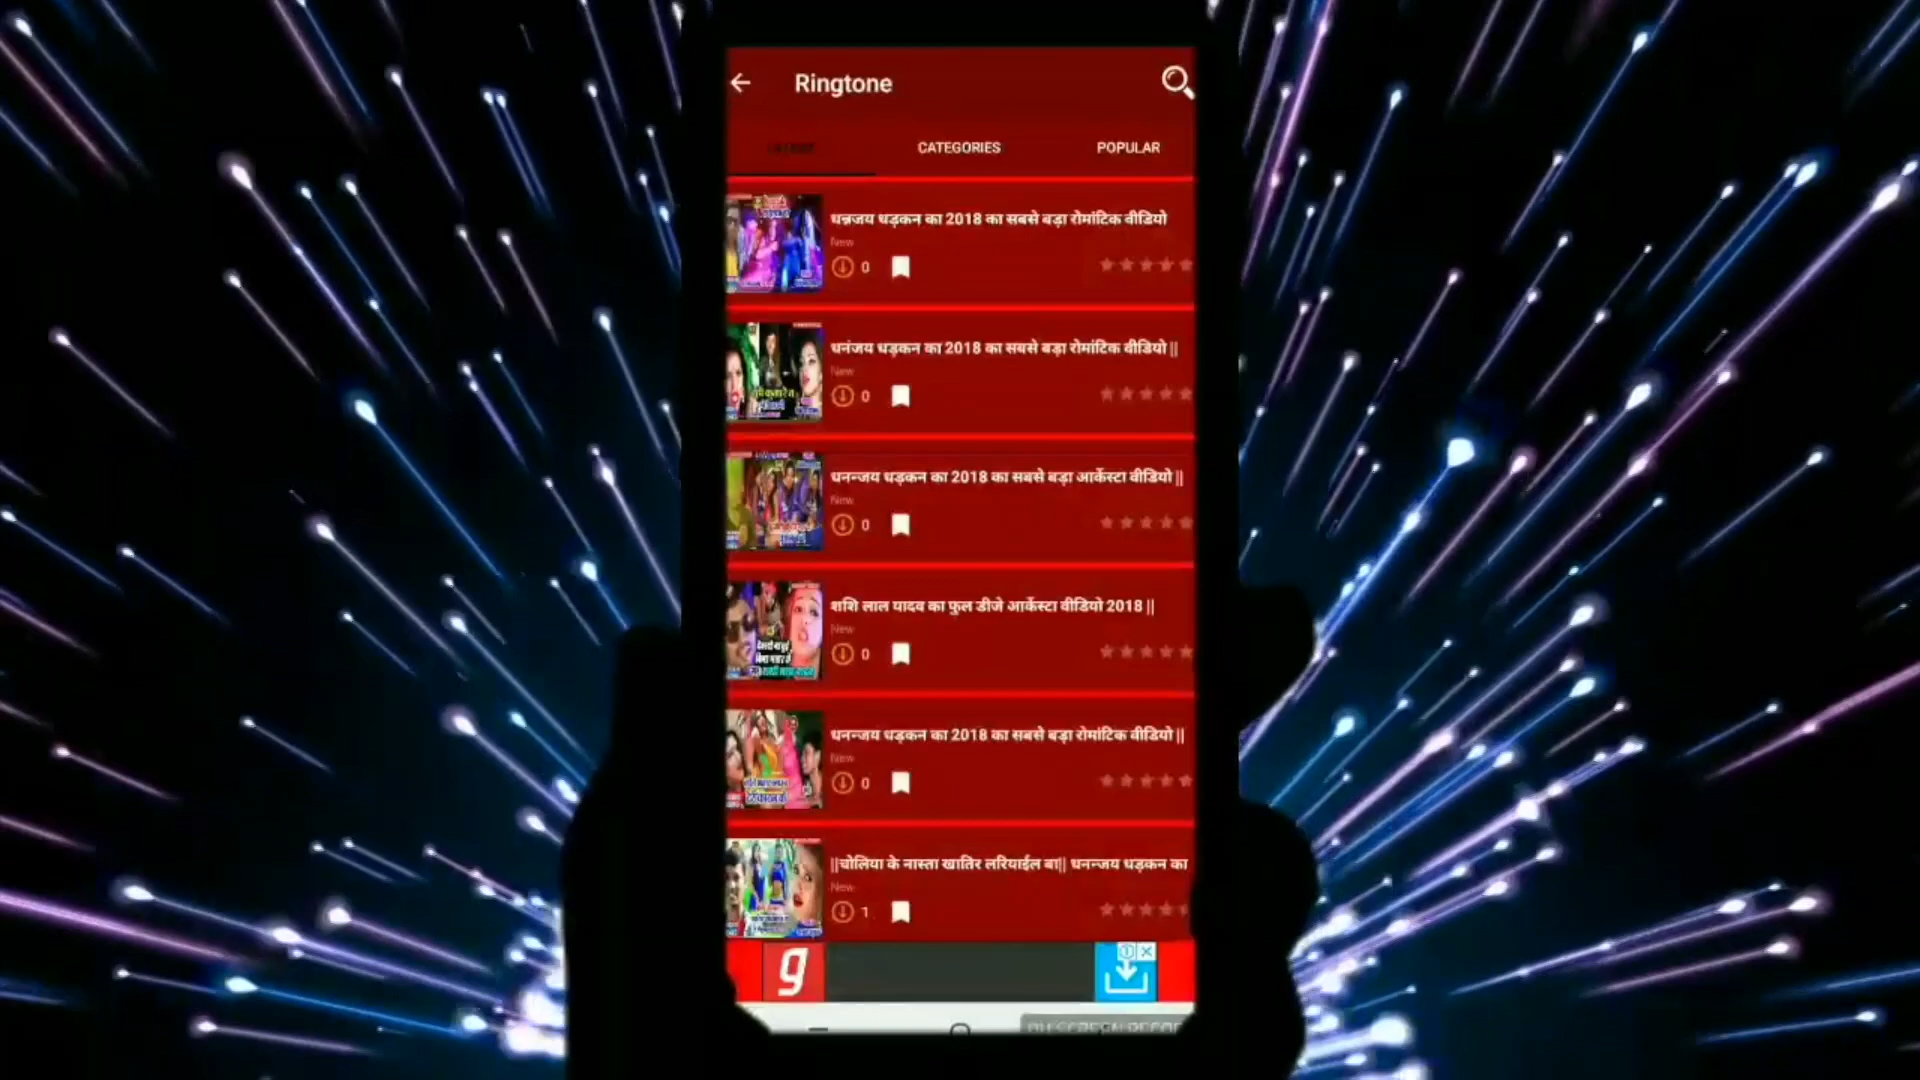 Ringtone
CATEGORIES
POPULAR
धन्नजय धड़कन का 2018 का सबसे बड़ा रोमांटिक वीडियो
New
0
धनंजय धड़कन का 2018 का सबसे बड़ा रोमांटिक वीडियो ||
New
0
धनन्जय धड़कन का 2018 का सबसे बड़ा आर्केस्टा वीडियो ||
New
0
शशि लाल यादव का फुल डीजे आर्केस्टा वीडियो 2018 ||
New
0
धनन्जय धड़कन का 2018 का सबसे बड़ा रोमांटिक वीडियो ||
New
0
||चोलिया के नास्ता खातिर लरियाईल बा|| धनन्जय धड़कन का
New
1
g